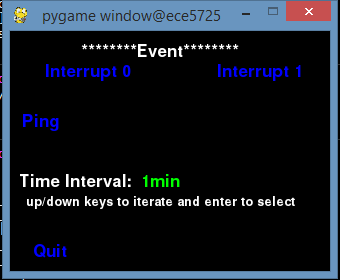 pygame window@ece5725
********Event********
Interrupt 0 Interrupt 1
Ping
Time Interval: 1min
up/down keys to iterate and enter to select
Quit